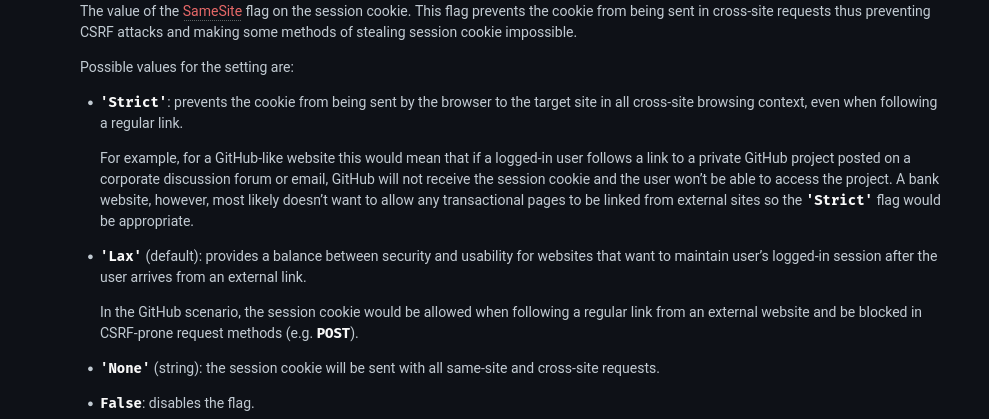 The value of the SameSite flag on the session cookie. This flag prevents the cookie from being sent in cross-site requests thus preventing
CSRF attacks and making some methods of stealing session cookie impossible.
Possible values for the setting are:
• 'Strict': prevents the cookie from being sent by the browser to the target site in all cross-site browsing context, even when following
a regular link.
For example, for a GitHub-like website this would mean that if a logged-in user follows a link to a private GitHub project posted on a
corporate discussion forum or email, GitHub will not receive the session cookie and the user won’t be able to access the project. A bank
website, however, most likely doesn’t want to allow any transactional pages to be linked from external sites so the 'Strict' flag would
be appropriate.
• 'Lax' (default): provides a balance between security and usability for websites that want to maintain user’s logged-in session after the
user arrives from an external link.
In the GitHub scenario, the session cookie would be allowed when following a regular link from an external website and be blocked in
CSRF-prone request methods (e.g. POST).
• 'None' (string): the session cookie will be sent with all same-site and cross-site requests.
• False: disables the flag.